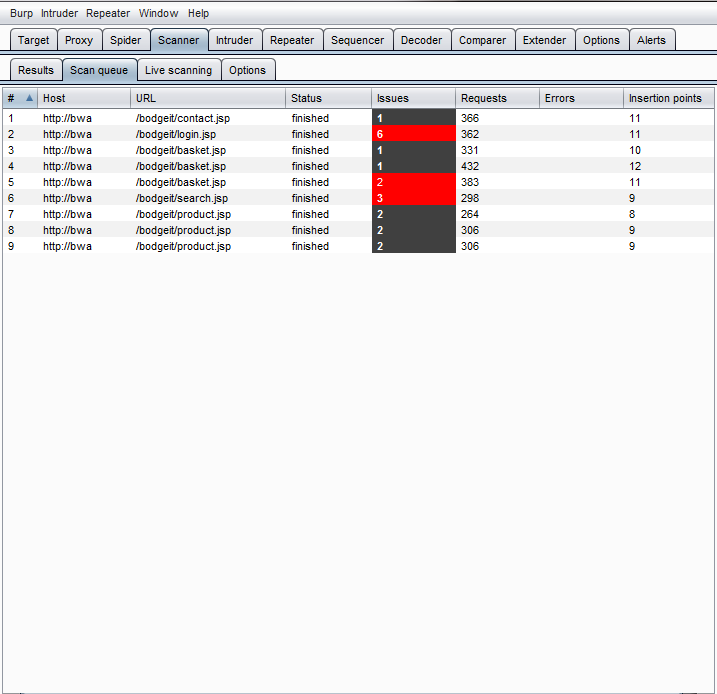 Burp Intruder Repeater Window Help
Target Proxy Spider Scanner Intruder Repeater Sequencer Decoder Comparer Extender Options Alerts
Results Scan queue Live scanning Options
# Host URL Status Issues Requests Errors Insertion points
1 http://bwa /bodgeit/contact.jsp finished 1 366 11
2 http://bwa /bodgeit/login.jsp finished 6 362 11
3 http://bwa /bodgeit/basket.jsp finished 1 331 10
4 http://bwa /bodgeit/basket.jsp finished 1 432 12
5 http://bwa /bodgeit/basket.jsp finished 2 383 11
6 http://bwa /bodgeit/search.jsp finished 3 298 9
7 http://bwa /bodgeit/product.jsp finished 2 264 8
8 http://bwa /bodgeit/product.jsp finished 2 306 9
9 http://bwa /bodgeit/product.jsp finished 2 306 9